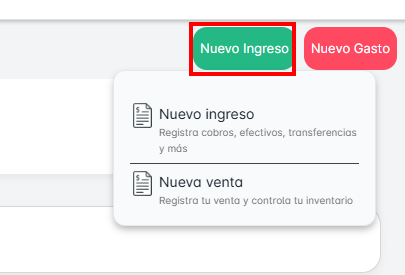 Nuevo Ingreso Nuevo Gasto
Nuevo ingreso
Registra cobros, efectivos, transferencias
y más
Nueva venta
Registra tu venta y controla tu inventario